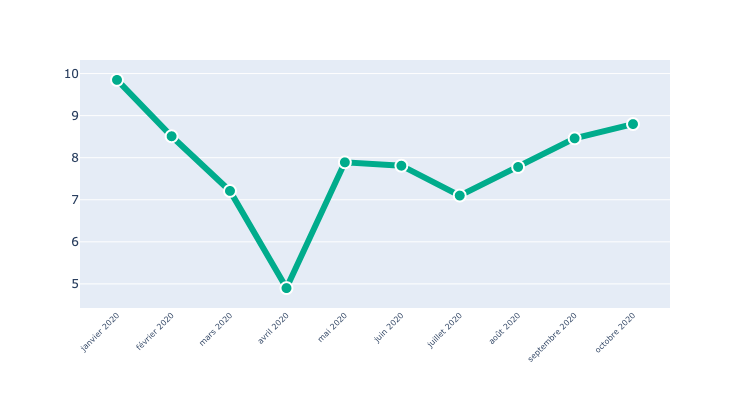 10
9
8
7
6
5
janvier 2020
février 2020
mars 2020
avril 2020
mai 2020
juin 2020
juillet 2020
août 2020
septembre 2020
octobre 2020